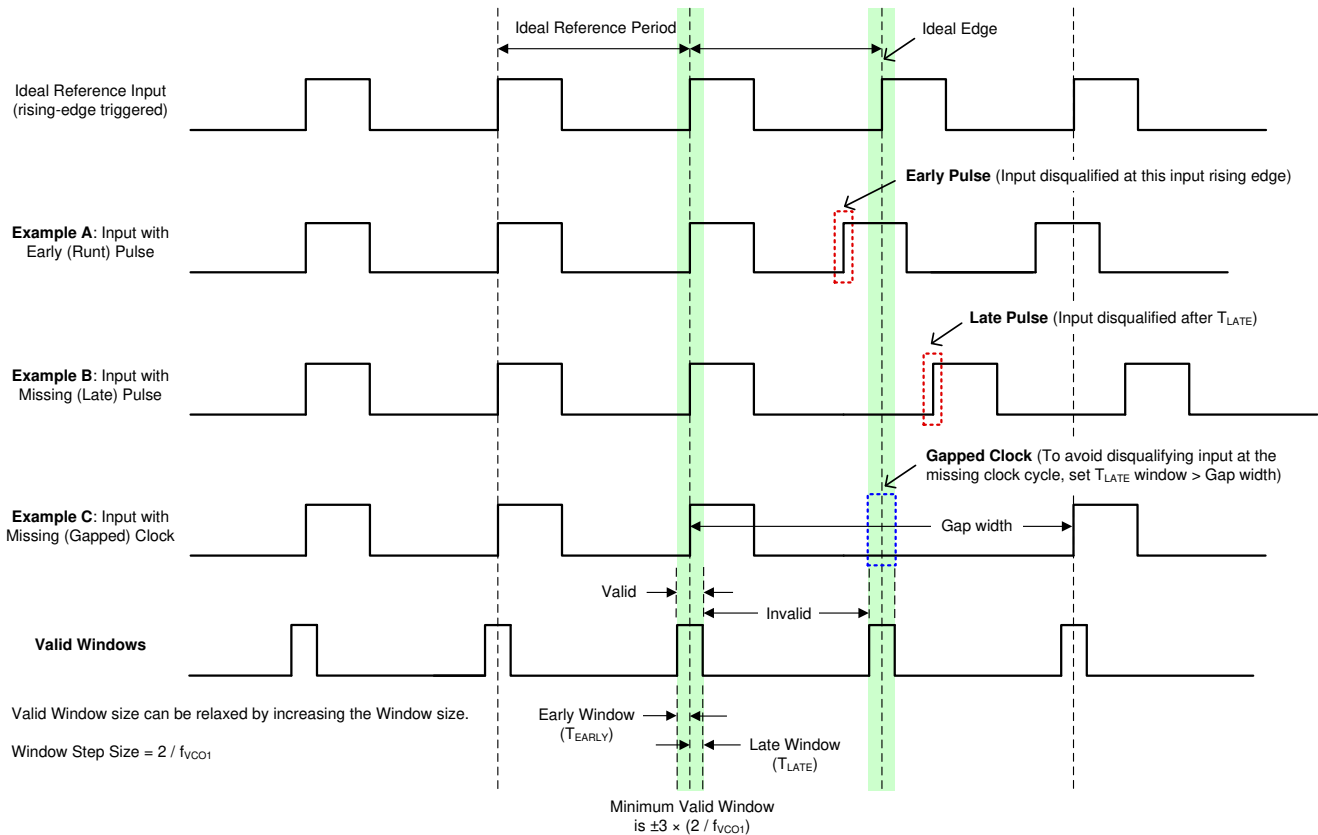 Ideal Reference Period
Ideal Edge
Ideal Reference Input
(rising-edge triggered)
Early Pulse (Input disqualified at this input rising edge)
Example A: Input with
Early (Runt) Pulse
Late Pulse (Input disqualified after TLATE)
Example B: Input with
Missing (Late) Pulse
Gapped Clock (To avoid disqualifying input at the
missing clock cycle, set TLATE window > Gap width)
Example C: Input with
Missing (Gapped) Clock
Gap width
Valid
Invalid
Valid Windows
Valid Window size can be relaxed by increasing the Window size.
Early Window
(TEARLY)
Window Step Size = 2 / fVCO1
Late Window
(TLATE)
Minimum Valid Window
is ±3 × (2 / fVCO1)